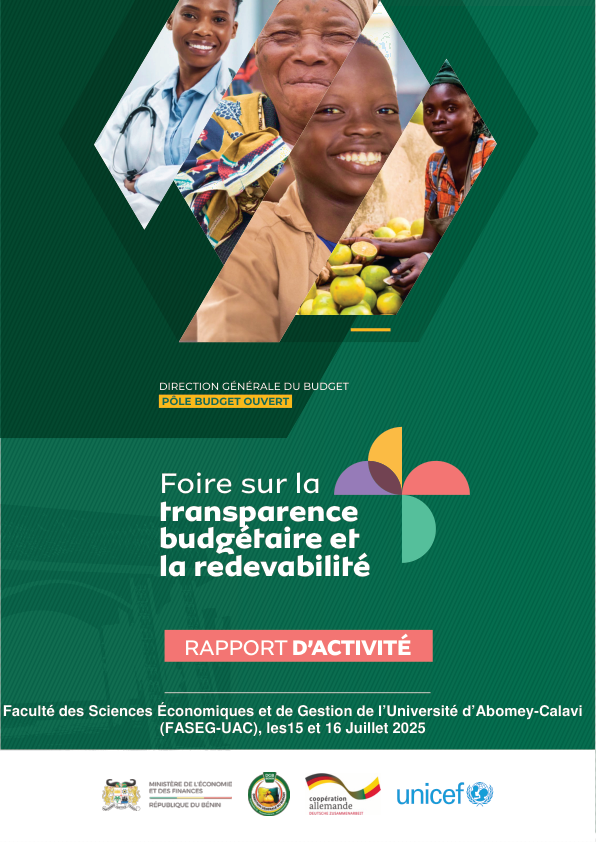 DIRECTION GÉNÉRALE DU BUDGET
PÔLE BUDGET OUVERT
Foire sur la
transparence
budgétaire et
la redevabilité
RAPPORT D'ACTIVITÉ
Faculté des Sciences Économiques et de Gestion de l'Université d'Abomey-Calavi
(FASEG-UAC), les15 et 16 Juillet 2025
MINISTÈRE DE L'ÉCONOMIE
ET DES FINANCES
RÉPUBLIQUE DU BÉNIN
coopération
allemande
DEUTSCHE ZUSAMMENARBEIT
unicef